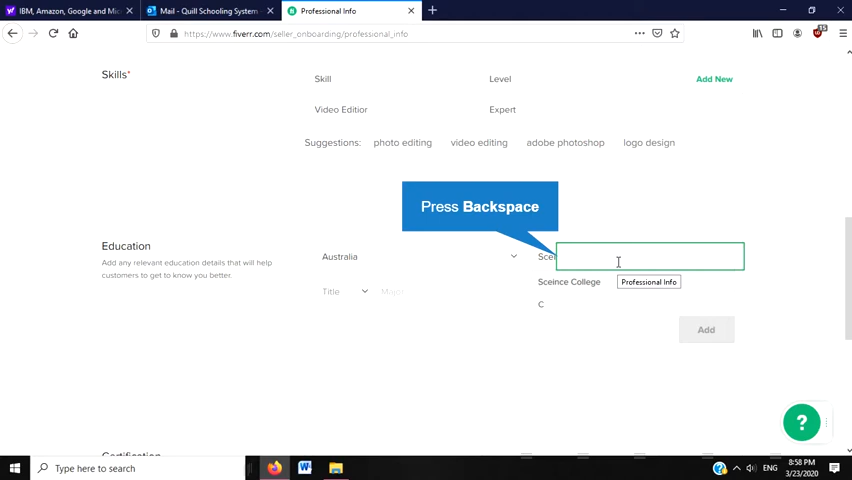 IBM, Amazon, Google and Mic
Mail - Quill Schooling System -
Professional Info
https://www.fiverr.com/seller_onboarding/professional_info
15
Skills*
Skill
Level
Add New
Video Editior
Expert
Suggestions: photo editing video editing adobe photoshop logo design
Press Backspace
Education
Add any relevant education details that will help
customers to get to know you better.
Australia
Scei
Sceince College
Professional Info
C
Title
Major
Add
?
Certification
Type here to search
ENG
8:58 PM
3/23/2020